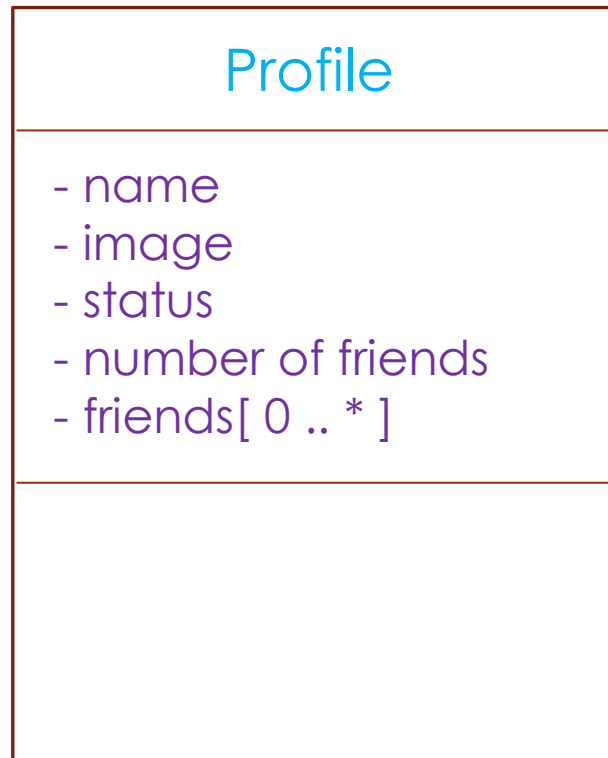 Profile
- name
- image
- status
- number of friends
- friends[ 0 .. * ]